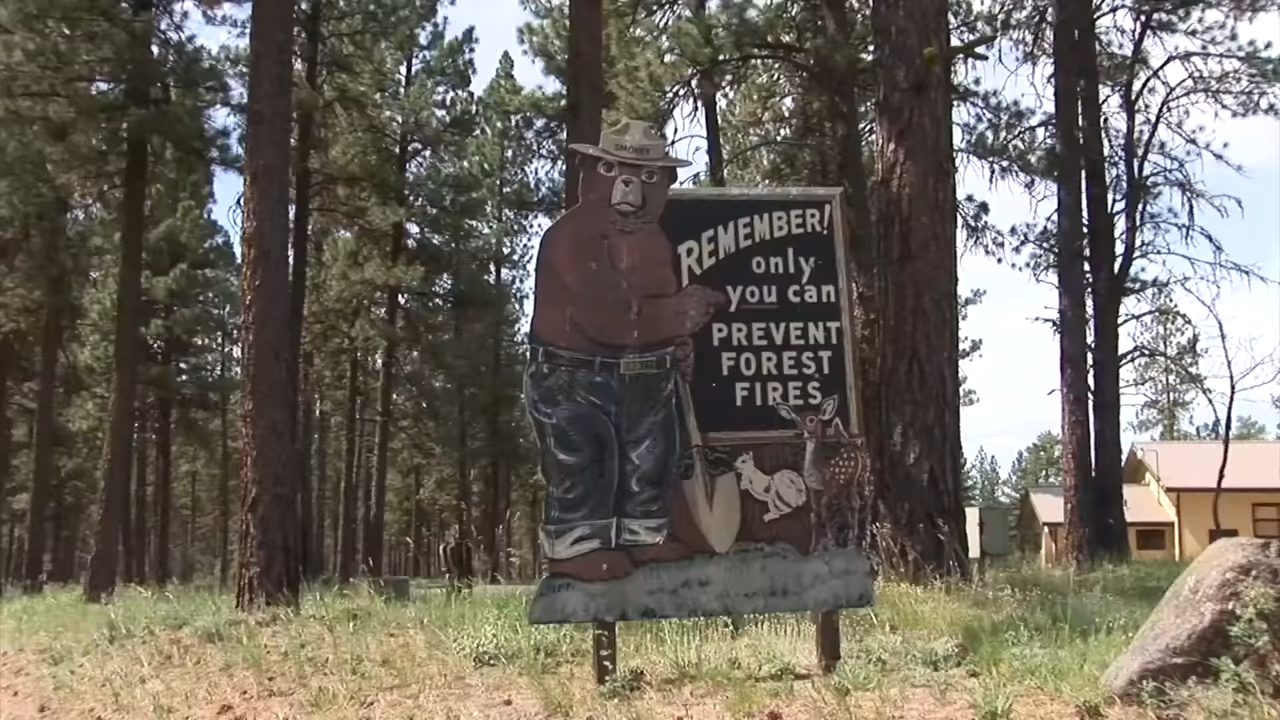 SMOKEY
REMEMBER!
only
you can
PREVENT
FOREST
FIRES